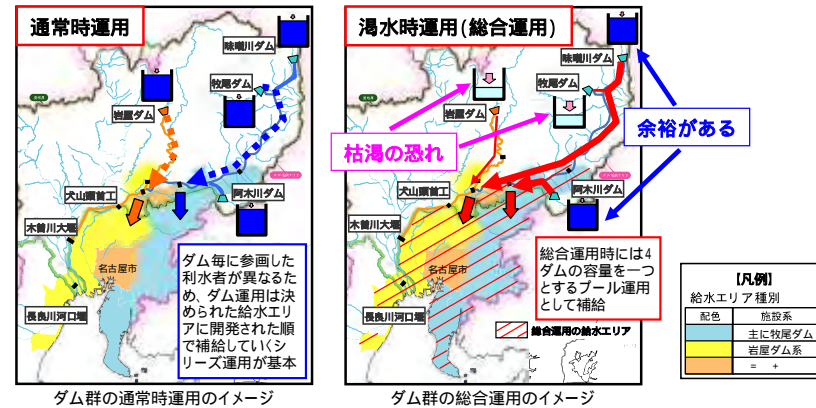 通常時運用
味噌川ダム
牧尾ダム
岩屋ダム
犬山頭首工
阿木川ダム
木曽川大堰
名古屋市
長良川河口堰
ダム毎に参画した
利水者が異なるた
め、ダム運用は決
められた給水エリ
アに開発された順
で補給していくシ
リーズ運用が基本
ダム群の通常時運用のイメージ
渇水時運用(総合運用)
味噌川ダム
牧尾ダム
岩屋ダム
余裕がある
枯渇の恐れ
犬山頭首工
阿木川ダム
木曽川大堰
名古屋市
長良川河口堰
総合運用時には4
ダムの容量を一つ
とするプール運用
として補給
総合運用の給水エリア
ダム群の総合運用のイメージ
【凡例】
給水エリア種別
配色 施設系
主に牧尾ダム
岩屋ダム系
= +